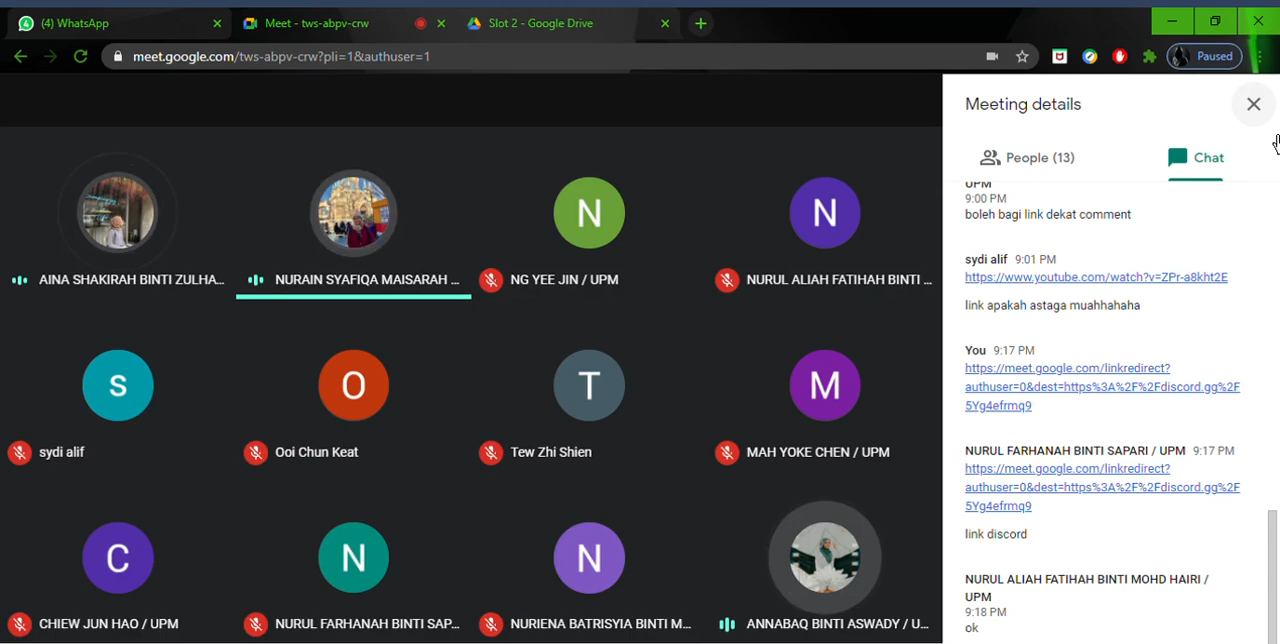 (4) WhatsApp
Meet - tws-abpv-crw
Slot 2 - Google Drive
meet.google.com/tws-abpv-crw?pli=1&authuser=1
Paused
AINA SHAKIRAH BINTI ZULHA...
NURAIN SYAFIQA MAISARAH ...
N
NG YEE JIN / UPM
N
NURUL ALIAH FATIHAH BINTI ...
s
sydi alif
O
Ooi Chun Keat
T
Tew Zhi Shien
M
MAH YOKE CHEN / UPM
C
CHIEW JUN HAO / UPM
N
NURUL FARHANAH BINTI SAP...
N
NURIENA BATRISYIA BINTI M...
ANNABAQ BINTI ASWADY / U...
Meeting details
People (13)
Chat
UPM
9:00 PM
boleh bagi link dekat comment
sydi alif 9:01 PM
https://www.youtube.com/watch?v=ZPr-a8kht2E
link apakah astaga muahhahaha
You 9:17 PM
https://meet.google.com/linkredirect?
authuser=0&dest=https%3A%2F%2Fdiscord.gg%2F
5Yg4efrmq9
NURUL FARHANAH BINTI SAPARI / UPM 9:17 PM
https://meet.google.com/linkredirect?
authuser=0&dest=https%3A%2F%2Fdiscord.gg%2F
5Yg4efrmq9
link discord
NURUL ALIAH FATIHAH BINTI MOHD HAIRI /
UPM
9:18 PM
ok